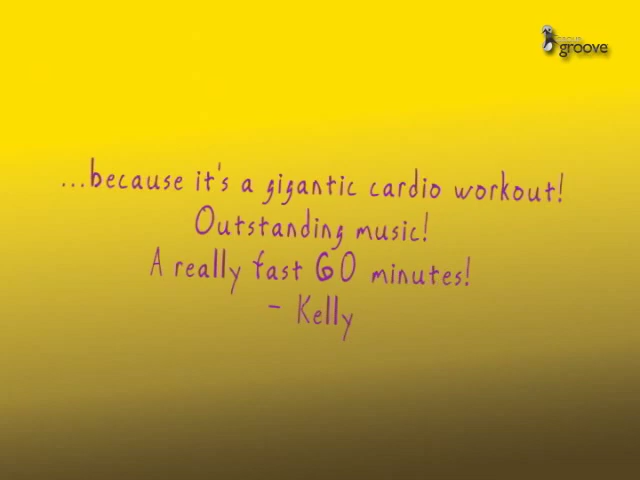 groove
...because it's a gigantic cardio workout!
Outstanding music!
A really fast 60 minutes!
- Kelly